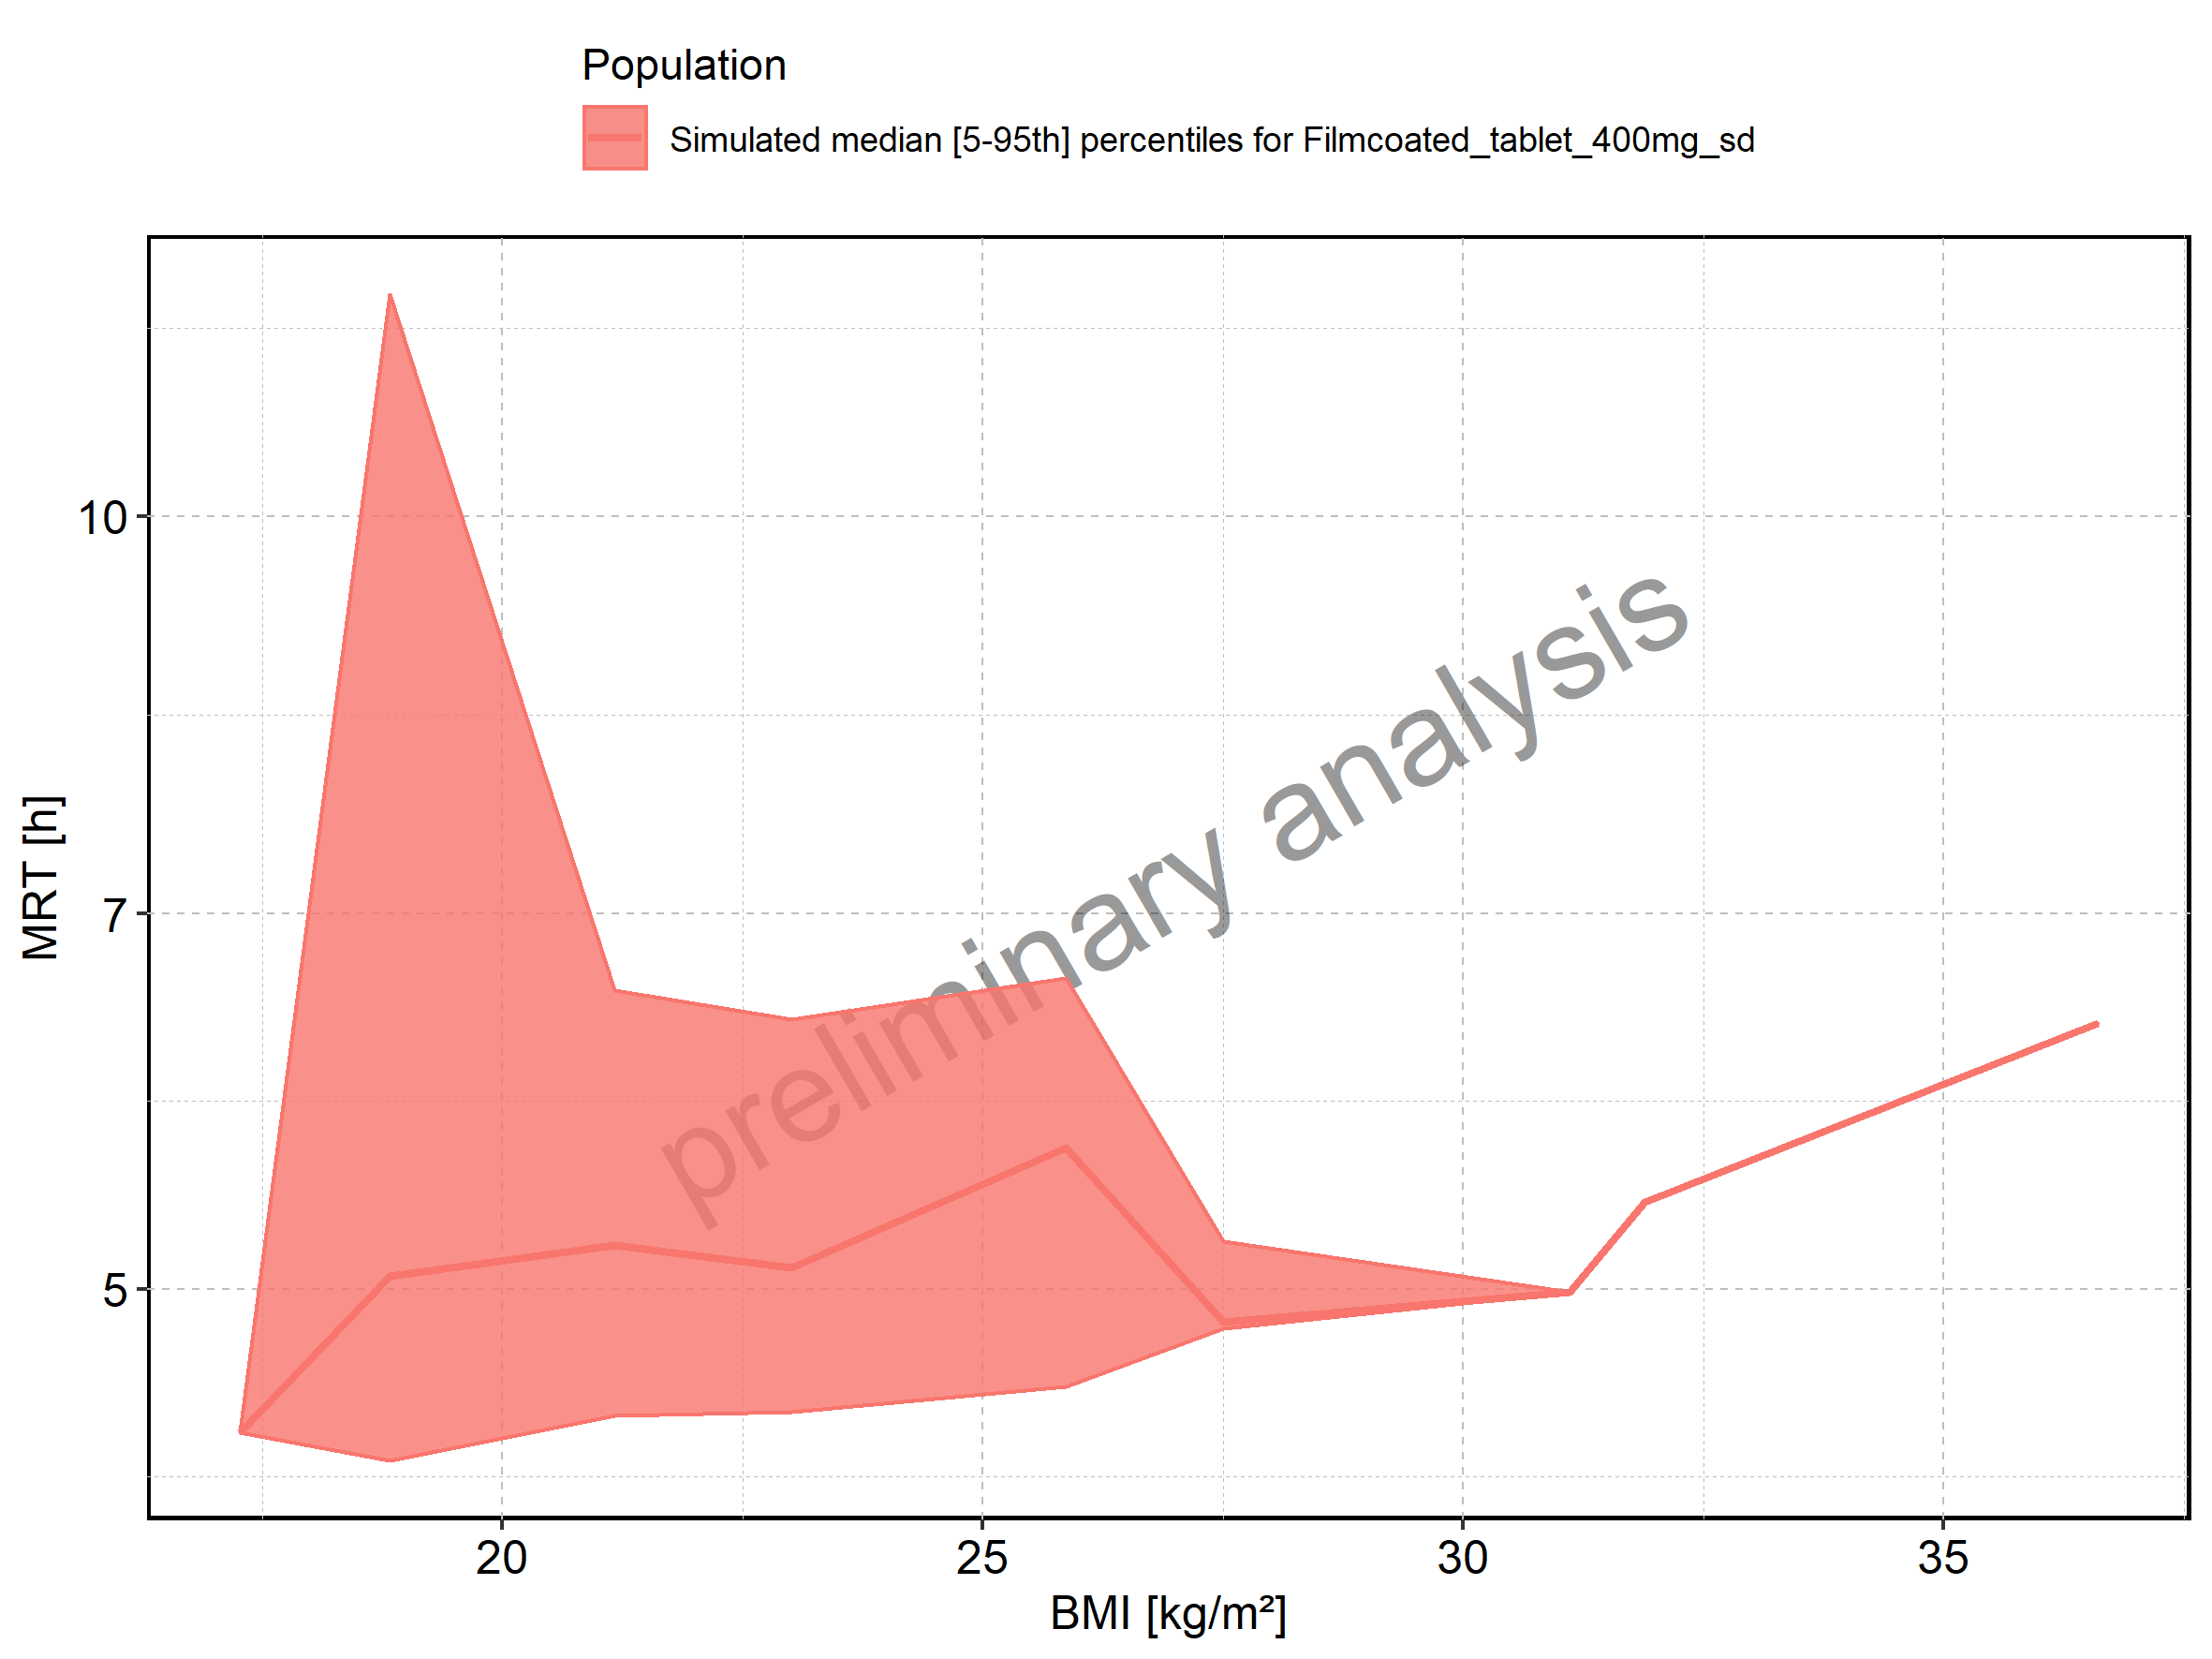 Population
Simulated median [5-95th] percentiles for Filmcoated_tablet_400mg_sd
10
7
5
MRT [h]
preliminary analysis
20 25 30 35
BMI [kg/m²]